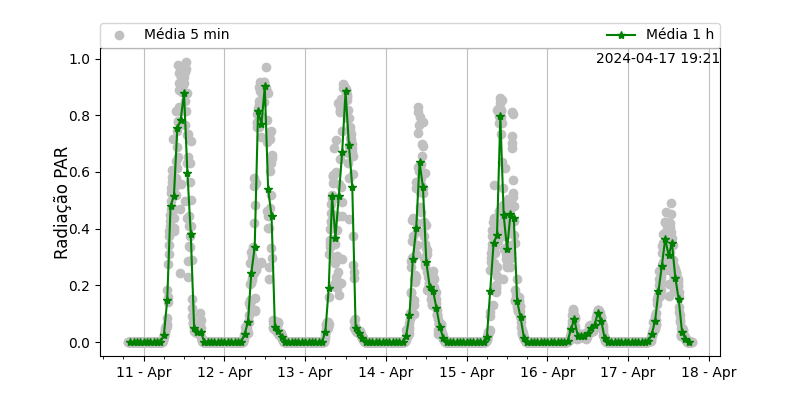 Média 5 min
Média 1 h
2024-04-17 19:21
Radiação PAR
1.0
0.8
0.6
0.4
0.2
0.0
11 - Apr
12 - Apr
13 - Apr
14 - Apr
15 - Apr
16 - Apr
17 - Apr
18 - Apr